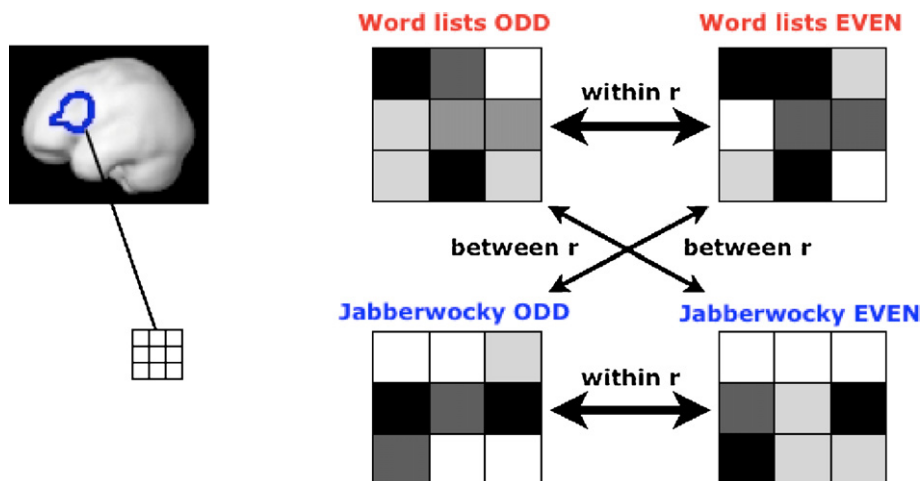 Word lists ODD
Word lists EVEN
within r
between r
between r
Jabberwocky ODD
Jabberwocky EVEN
within r